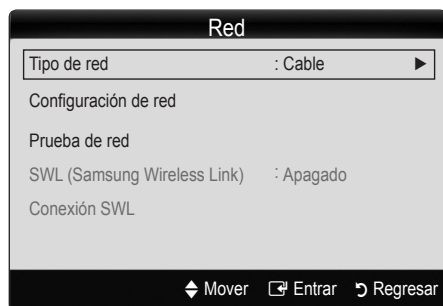 Red
Tipo de red : Cable ►
Configuración de red
Prueba de red
SWL (Samsung Wireless Link) : Apagado
Conexión SWL
Mover Entrar Regresar